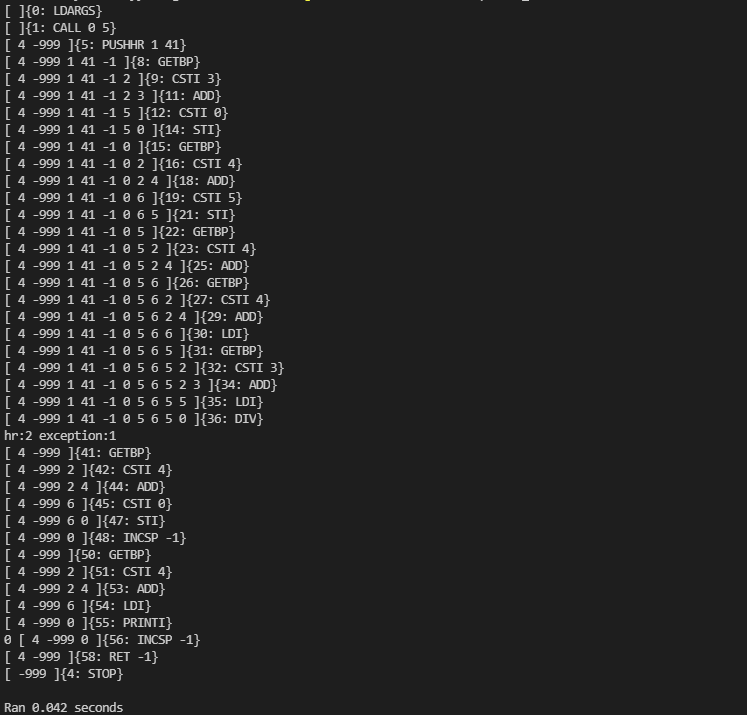 [ ]{0: LDARGS}
[ ]{1: CALL 0 5}
[ 4 -999 ]{5: PUSHHR 1 41}
[ 4 -999 1 41 -1 ]{8: GETBP}
[ 4 -999 1 41 -1 2 ]{9: CSTI 3}
[ 4 -999 1 41 -1 2 3 ]{11: ADD}
[ 4 -999 1 41 -1 5 ]{12: CSTI 0}
[ 4 -999 1 41 -1 5 0 ]{14: STI}
[ 4 -999 1 41 -1 0 ]{15: GETBP}
[ 4 -999 1 41 -1 0 2 ]{16: CSTI 4}
[ 4 -999 1 41 -1 0 2 4 ]{18: ADD}
[ 4 -999 1 41 -1 0 6 ]{19: CSTI 5}
[ 4 -999 1 41 -1 0 6 5 ]{21: STI}
[ 4 -999 1 41 -1 0 5 ]{22: GETBP}
[ 4 -999 1 41 -1 0 5 2 ]{23: CSTI 4}
[ 4 -999 1 41 -1 0 5 2 4 ]{25: ADD}
[ 4 -999 1 41 -1 0 5 6 ]{26: GETBP}
[ 4 -999 1 41 -1 0 5 6 2 ]{27: CSTI 4}
[ 4 -999 1 41 -1 0 5 6 2 4 ]{29: ADD}
[ 4 -999 1 41 -1 0 5 6 6 ]{30: LDI}
[ 4 -999 1 41 -1 0 5 6 5 ]{31: GETBP}
[ 4 -999 1 41 -1 0 5 6 5 2 ]{32: CSTI 3}
[ 4 -999 1 41 -1 0 5 6 5 2 3 ]{34: ADD}
[ 4 -999 1 41 -1 0 5 6 5 5 ]{35: LDI}
[ 4 -999 1 41 -1 0 5 6 5 0 ]{36: DIV}
hr:2 exception:1
[ 4 -999 ]{41: GETBP}
[ 4 -999 2 ]{42: CSTI 4}
[ 4 -999 2 4 ]{44: ADD}
[ 4 -999 6 ]{45: CSTI 0}
[ 4 -999 6 0 ]{47: STI}
[ 4 -999 0 ]{48: INCSP -1}
[ 4 -999 ]{50: GETBP}
[ 4 -999 2 ]{51: CSTI 4}
[ 4 -999 2 4 ]{53: ADD}
[ 4 -999 6 ]{54: LDI}
[ 4 -999 0 ]{55: PRINTI}
0 [ 4 -999 0 ]{56: INCSP -1}
[ 4 -999 ]{58: RET -1}
[ -999 ]{4: STOP}
Ran 0.042 seconds